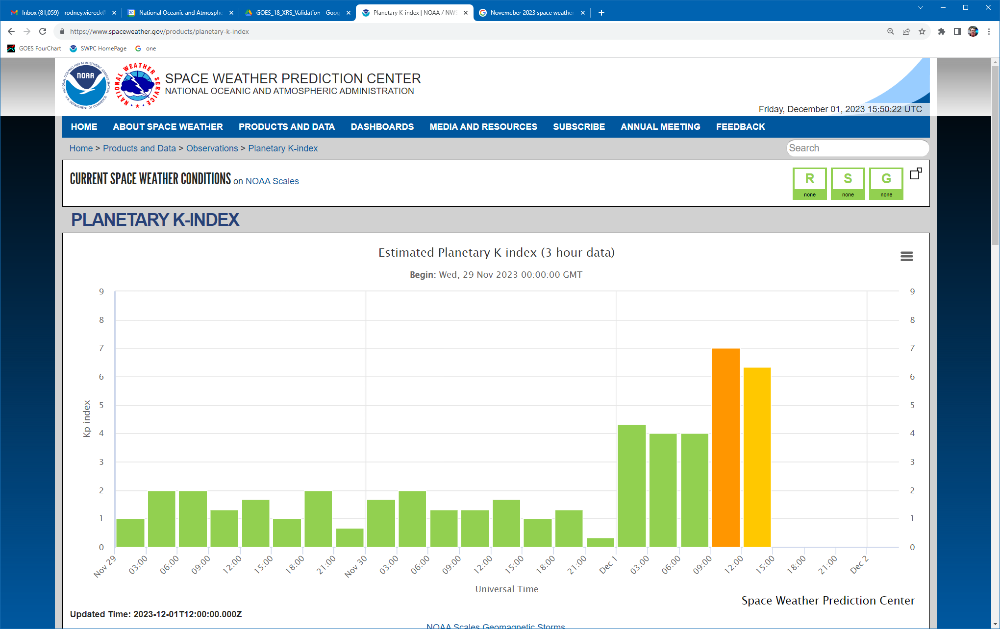 Inbox (81,059) - rodney.viereck@
National Oceanic and Atmosphe
GOES_18_XRS_Validation - Goog
Planetary K-index | NOAA / NWS
Novemeber 2023 space weather
https://www.spaceweather.gov/products/planetary-k-index
GOES FourChart
SWPC HomePage
one
NATIONAL OCEANIC AND ATMOSPHERIC ADMINISTRATION
NOAA
U.S. DEPARTMENT OF COMMERCE
NATIONAL WEATHER SERVICE
SPACE WEATHER PREDICTION CENTER
NATIONAL OCEANIC AND ATMOSPHERIC ADMINISTRATION
Friday, December 01, 2023 15:50:22 UTC
HOME ABOUT SPACE WEATHER PRODUCTS AND DATA DASHBOARDS MEDIA AND RESOURCES SUBSCRIBE ANNUAL MEETING FEEDBACK
Home > Products and Data > Observations > Planetary K-index
Search
CURRENT SPACE WEATHER CONDITIONS on NOAA Scales
R S G
none none none
PLANETARY K-INDEX
Estimated Planetary K index (3 hour data)
Begin: Wed, 29 Nov 2023 00:00:00 GMT
9 9
8 8
7 7
6 6
5 5
Kp index
4 4
3 3
2 2
1 1
0 0
Nov 29 03:00 06:00 09:00 12:00 15:00 18:00 21:00 Nov 30 03:00 06:00 09:00 12:00 15:00 18:00 21:00 Dec 1 03:00 06:00 09:00 12:00 15:00 18:00 21:00 Dec 2
Universal Time
Space Weather Prediction Center
Updated Time: 2023-12-01T12:00:00.000Z
NOAA Scales Geomagnetic Storms